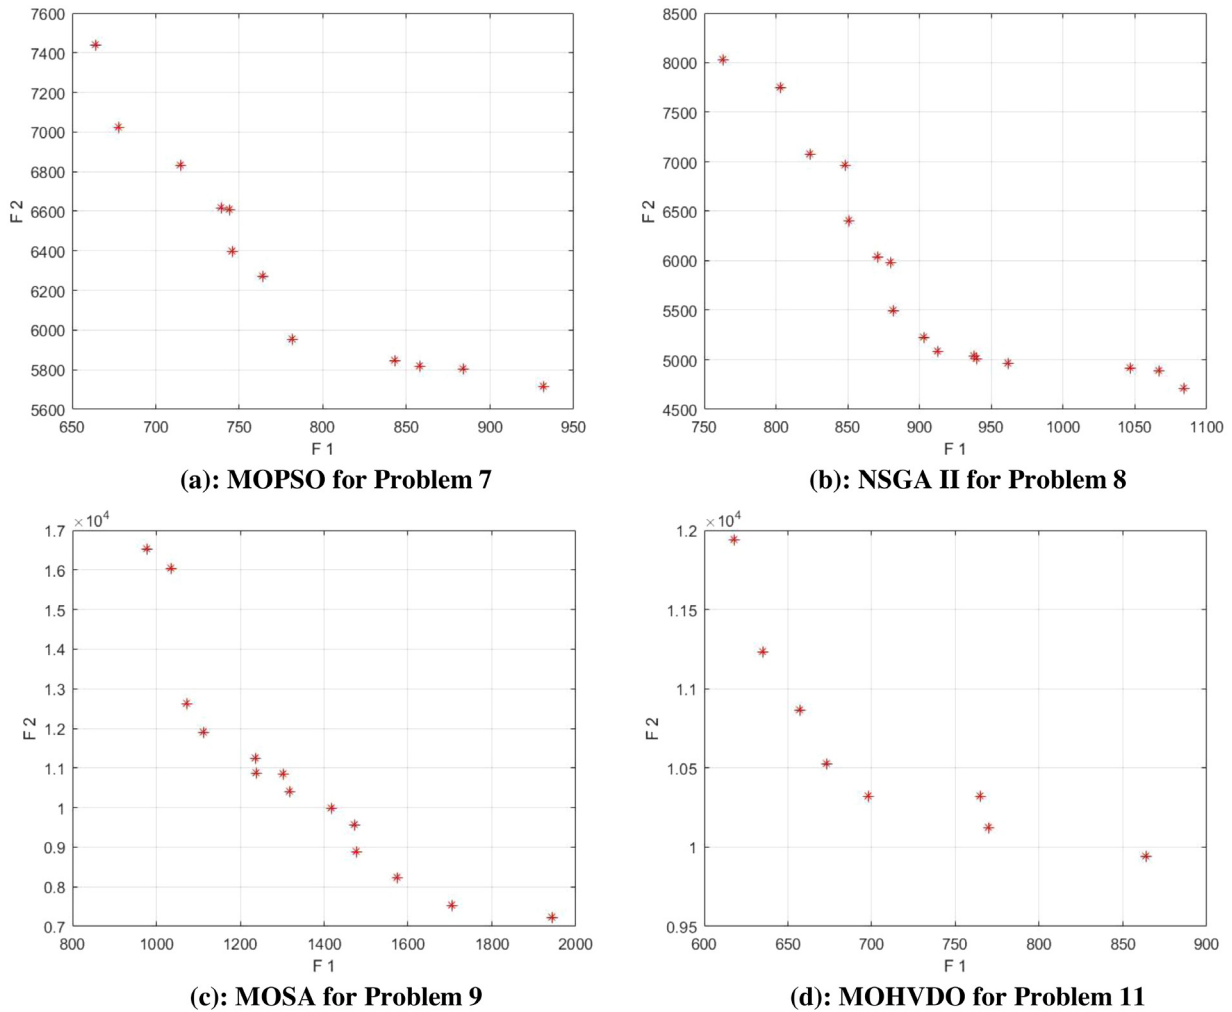 7600
7400
7200
7000
6800
6600
6400
6200
6000
5800
5600
F 2
650 700 750 800 850 900 950
F 1
(a): MOPSO for Problem 7
8500
8000
7500
7000
6500
6000
5500
5000
4500
F 2
750 800 850 900 950 1000 1050 1100
F 1
(b): NSGA II for Problem 8
×10⁴
1.7
1.6
1.5
1.4
1.3
1.2
1.1
1
0.9
0.8
0.7
F 2
800 1000 1200 1400 1600 1800 2000
F 1
(c): MOSA for Problem 9
×10⁴
1.2
1.15
1.1
1.05
1
0.95
F 2
600 650 700 750 800 850 900
F 1
(d): MOHVDO for Problem 11